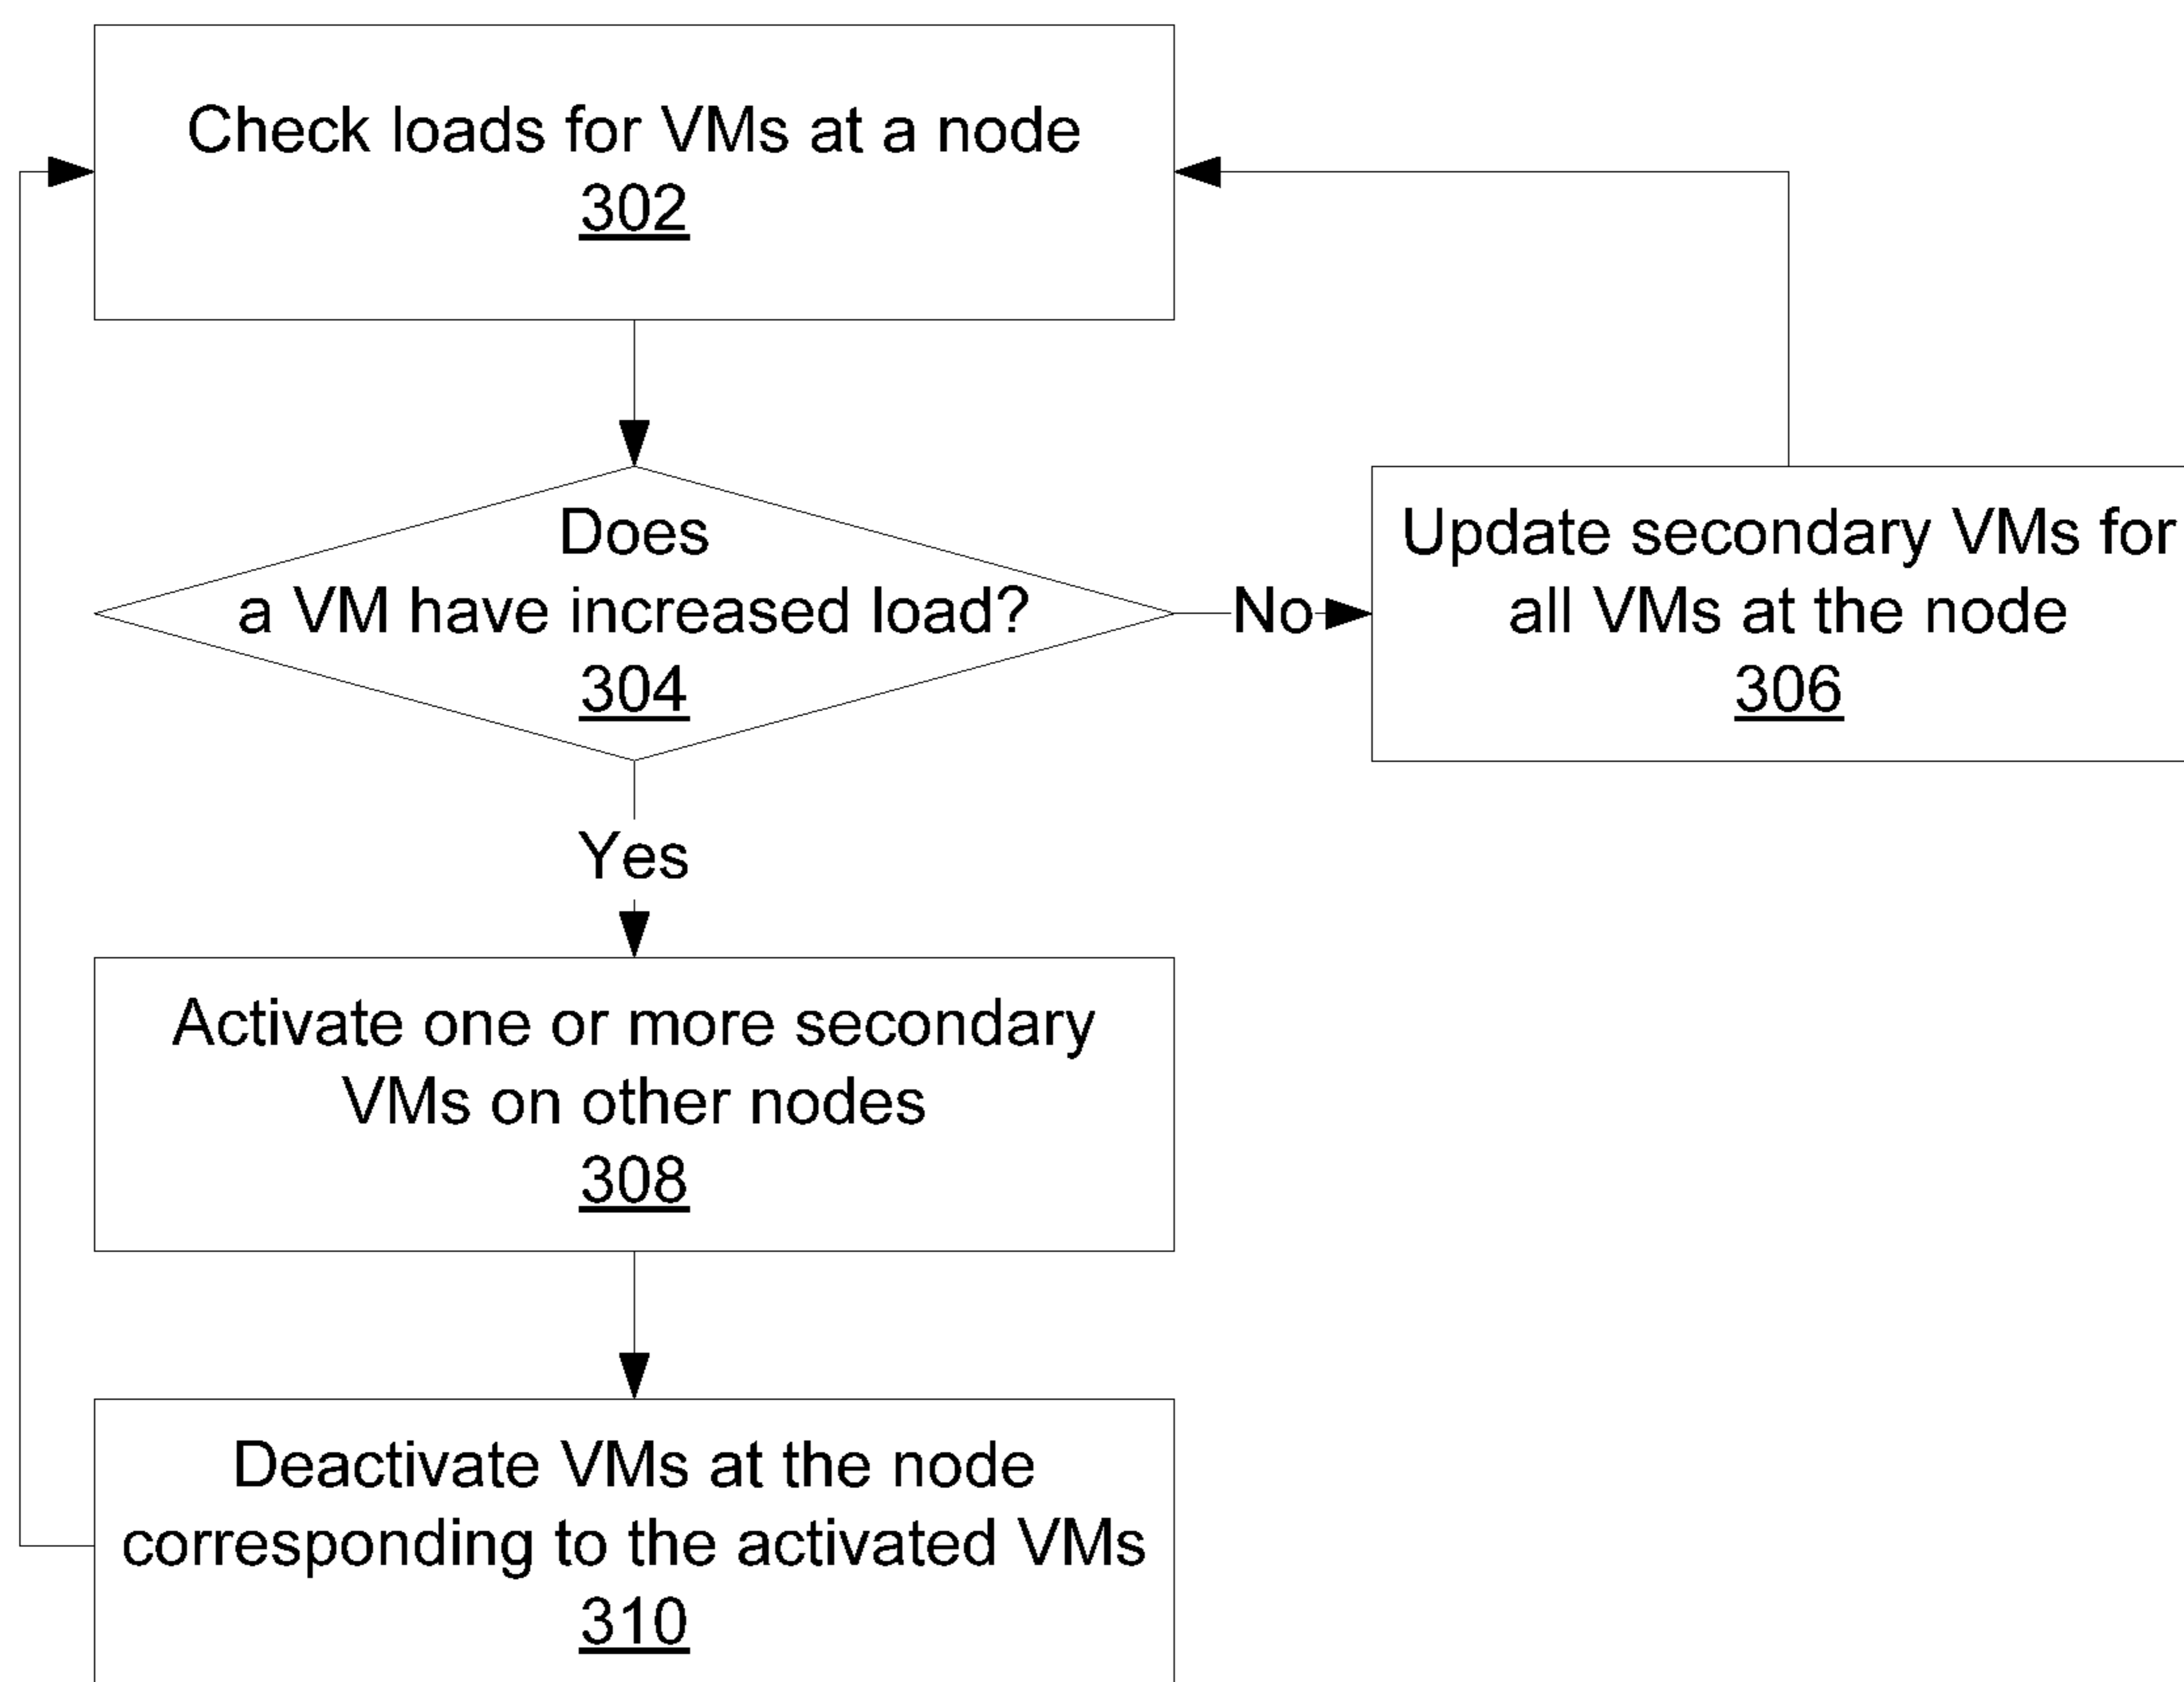 Check loads for VMs at a node
302
Does
a VM have increased load?
304
No
Update secondary VMs for
all VMs at the node
306
Yes
Activate one or more secondary
VMs on other nodes
308
Deactivate VMs at the node
corresponding to the activated VMs
310